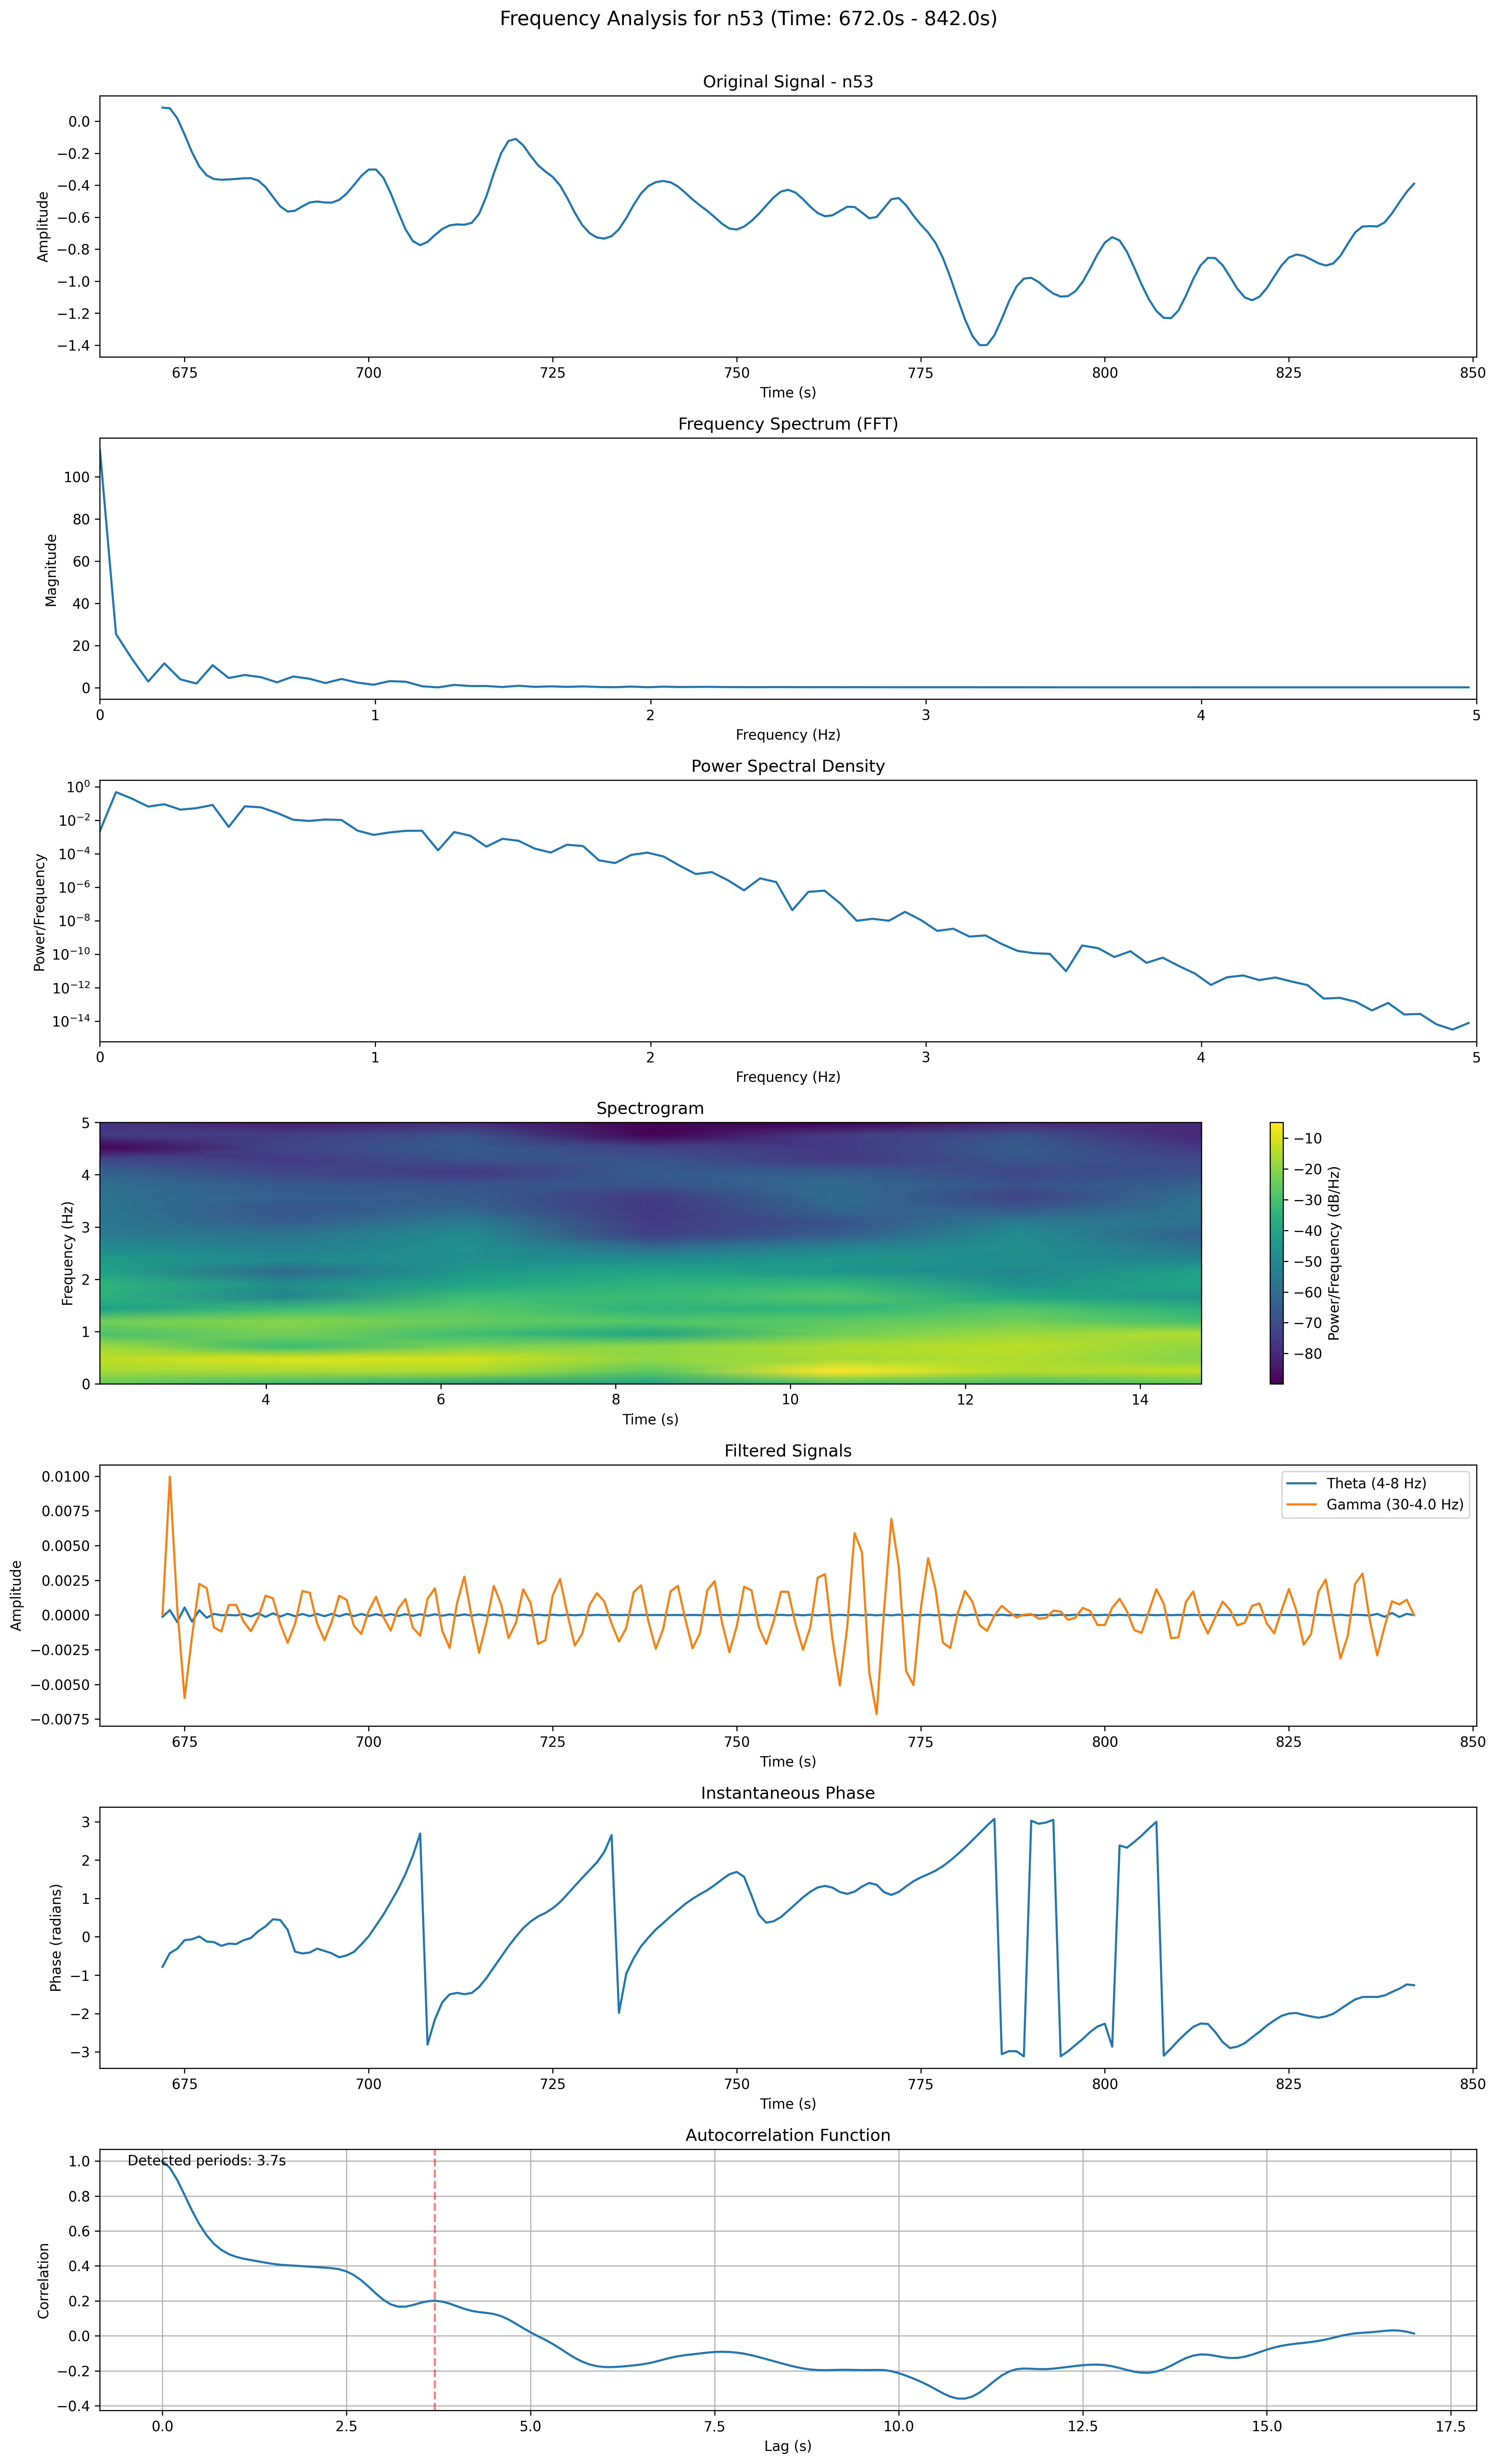 Frequency Analysis for n53 (Time: 672.0s - 842.0s)
Original Signal - n53
Amplitude
0.0
−0.2
−0.4
−0.6
−0.8
−1.0
−1.2
−1.4
675 700 725 750 775 800 825 850
Time (s)
Frequency Spectrum (FFT)
Magnitude
100
80
60
40
20
0
0 1 2 3 4 5
Frequency (Hz)
Power Spectral Density
Power/Frequency
10⁰
10⁻²
10⁻⁴
10⁻⁶
10⁻⁸
10⁻¹⁰
10⁻¹²
10⁻¹⁴
0 1 2 3 4 5
Frequency (Hz)
Spectrogram
Frequency (Hz)
5
4
3
2
1
0
4 6 8 10 12 14
Time (s)
−10
−20
−30
−40
−50
−60
−70
−80
Power/Frequency (dB/Hz)
Filtered Signals
Amplitude
0.0100
0.0075
0.0050
0.0025
0.0000
−0.0025
−0.0050
−0.0075
Theta (4-8 Hz)
Gamma (30-4.0 Hz)
675 700 725 750 775 800 825 850
Time (s)
Instantaneous Phase
Phase (radians)
3
2
1
0
−1
−2
−3
675 700 725 750 775 800 825 850
Time (s)
Autocorrelation Function
Detected periods: 3.7s
Correlation
1.0
0.8
0.6
0.4
0.2
0.0
−0.2
−0.4
0.0 2.5 5.0 7.5 10.0 12.5 15.0 17.5
Lag (s)